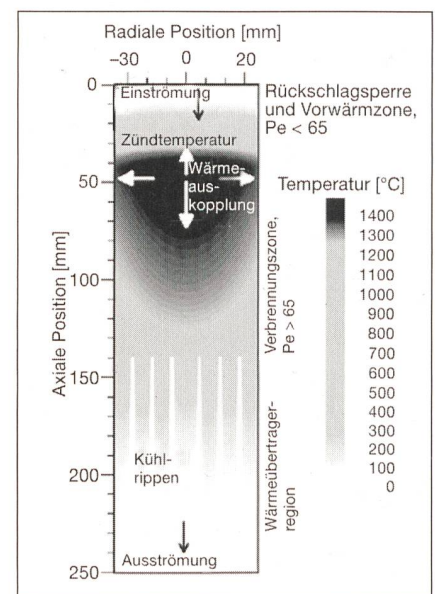 Radiale Position [mm]
–30 0 20
0
Einströmung
Rückschlagsperre
und Vorwärmzone,
Pe < 65
Zündtemperatur
50
Wärme-
aus-
kopplung
Temperatur [°C]
1400
1300
1200
1100
1000
900
800
700
600
500
400
300
200
100
0
Axiale Position [mm]
100
Verbrennungszone,
Pe > 65
150
Kühl-
rippen
Wärmeübertrager-
region
200
Ausströmung
250